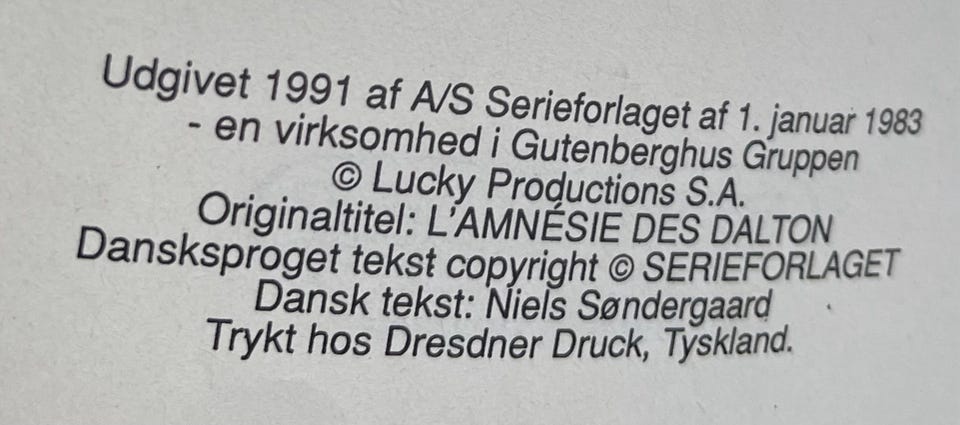 Udgivet 1991 af A/S Serieforlaget af 1. januar 1983
- en virksomhed i Gutenberghus Gruppen
© Lucky Productions S.A.
Originaltitel: L'AMNÉSIE DES DALTON
Dansksproget tekst copyright © SERIEFORLAGET
Dansk tekst: Niels Søndergaard
Trykt hos Dresdner Druck, Tyskland.